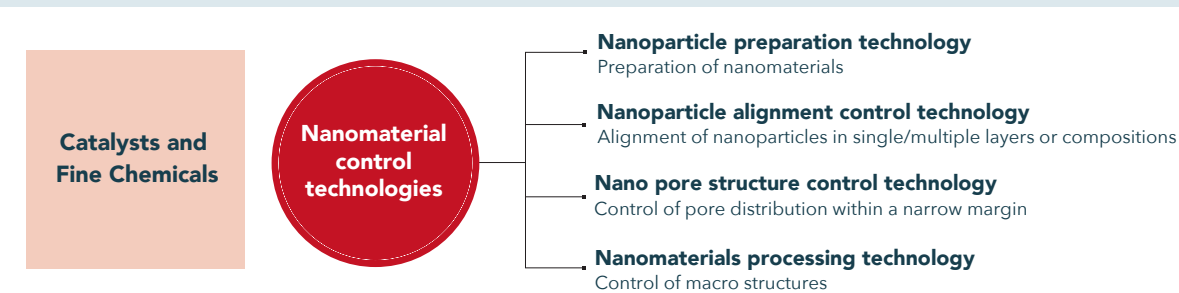 Catalysts and
Fine Chemicals
Nanomaterial
control
technologies
Nanoparticle preparation technology
Preparation of nanomaterials
Nanoparticle alignment control technology
Alignment of nanoparticles in single/multiple layers or compositions
Nano pore structure control technology
Control of pore distribution within a narrow margin
Nanomaterials processing technology
Control of macro structures